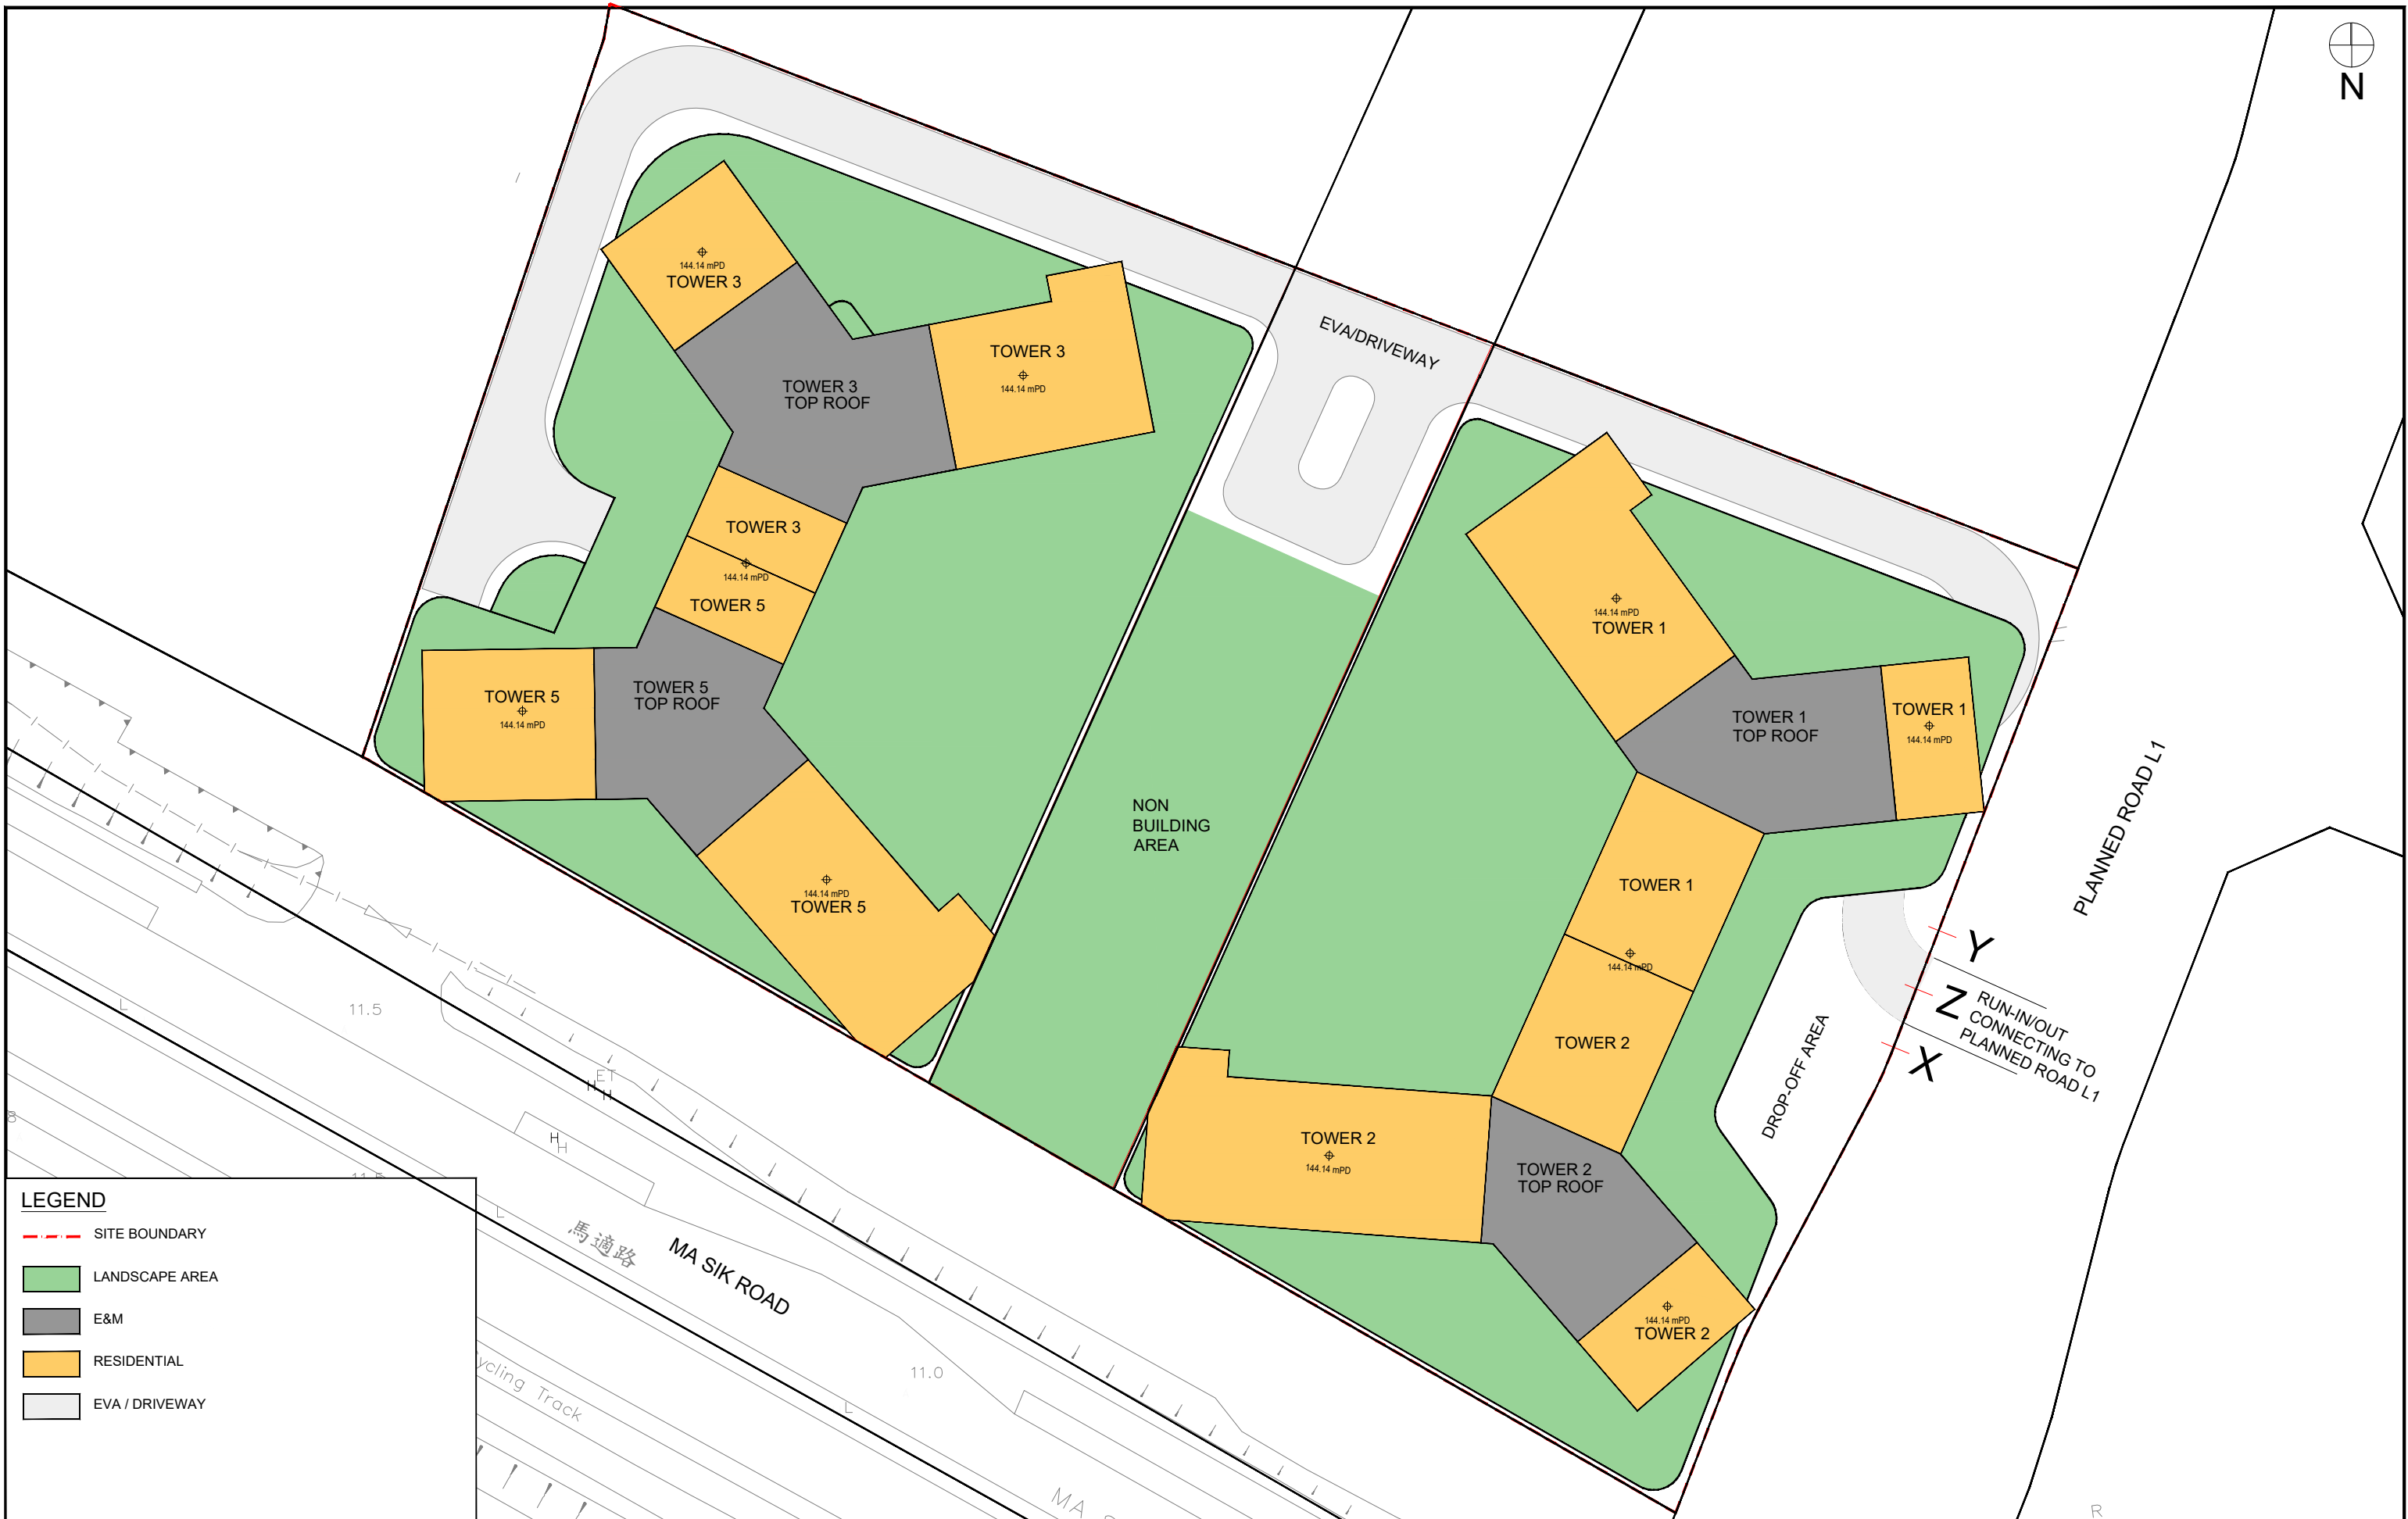 N
144.14 mPD
TOWER 3
TOWER 3
144.14 mPD
TOWER 3
TOP ROOF
EVA/DRIVEWAY
TOWER 3
144.14 mPD
TOWER 5
TOWER 5
144.14 mPD
TOWER 5
TOP ROOF
144.14 mPD
TOWER 5
144.14 mPD
TOWER 1
TOWER 1
TOP ROOF
TOWER 1
144.14 mPD
NON
BUILDING
AREA
TOWER 1
144.14 mPD
TOWER 2
TOWER 2
144.14 mPD
TOWER 2
TOP ROOF
144.14 mPD
TOWER 2
PLANNED ROAD L1
Y
Z
X
RUN-IN/OUT
CONNECTING TO
PLANNED ROAD L1
DROP-OFF AREA
L
11.5
ET
H
H
H
H
L
馬適路
MA SIK ROAD
11.0
L
Cycling Track
MA
R
LEGEND
SITE BOUNDARY
LANDSCAPE AREA
E&M
RESIDENTIAL
EVA / DRIVEWAY